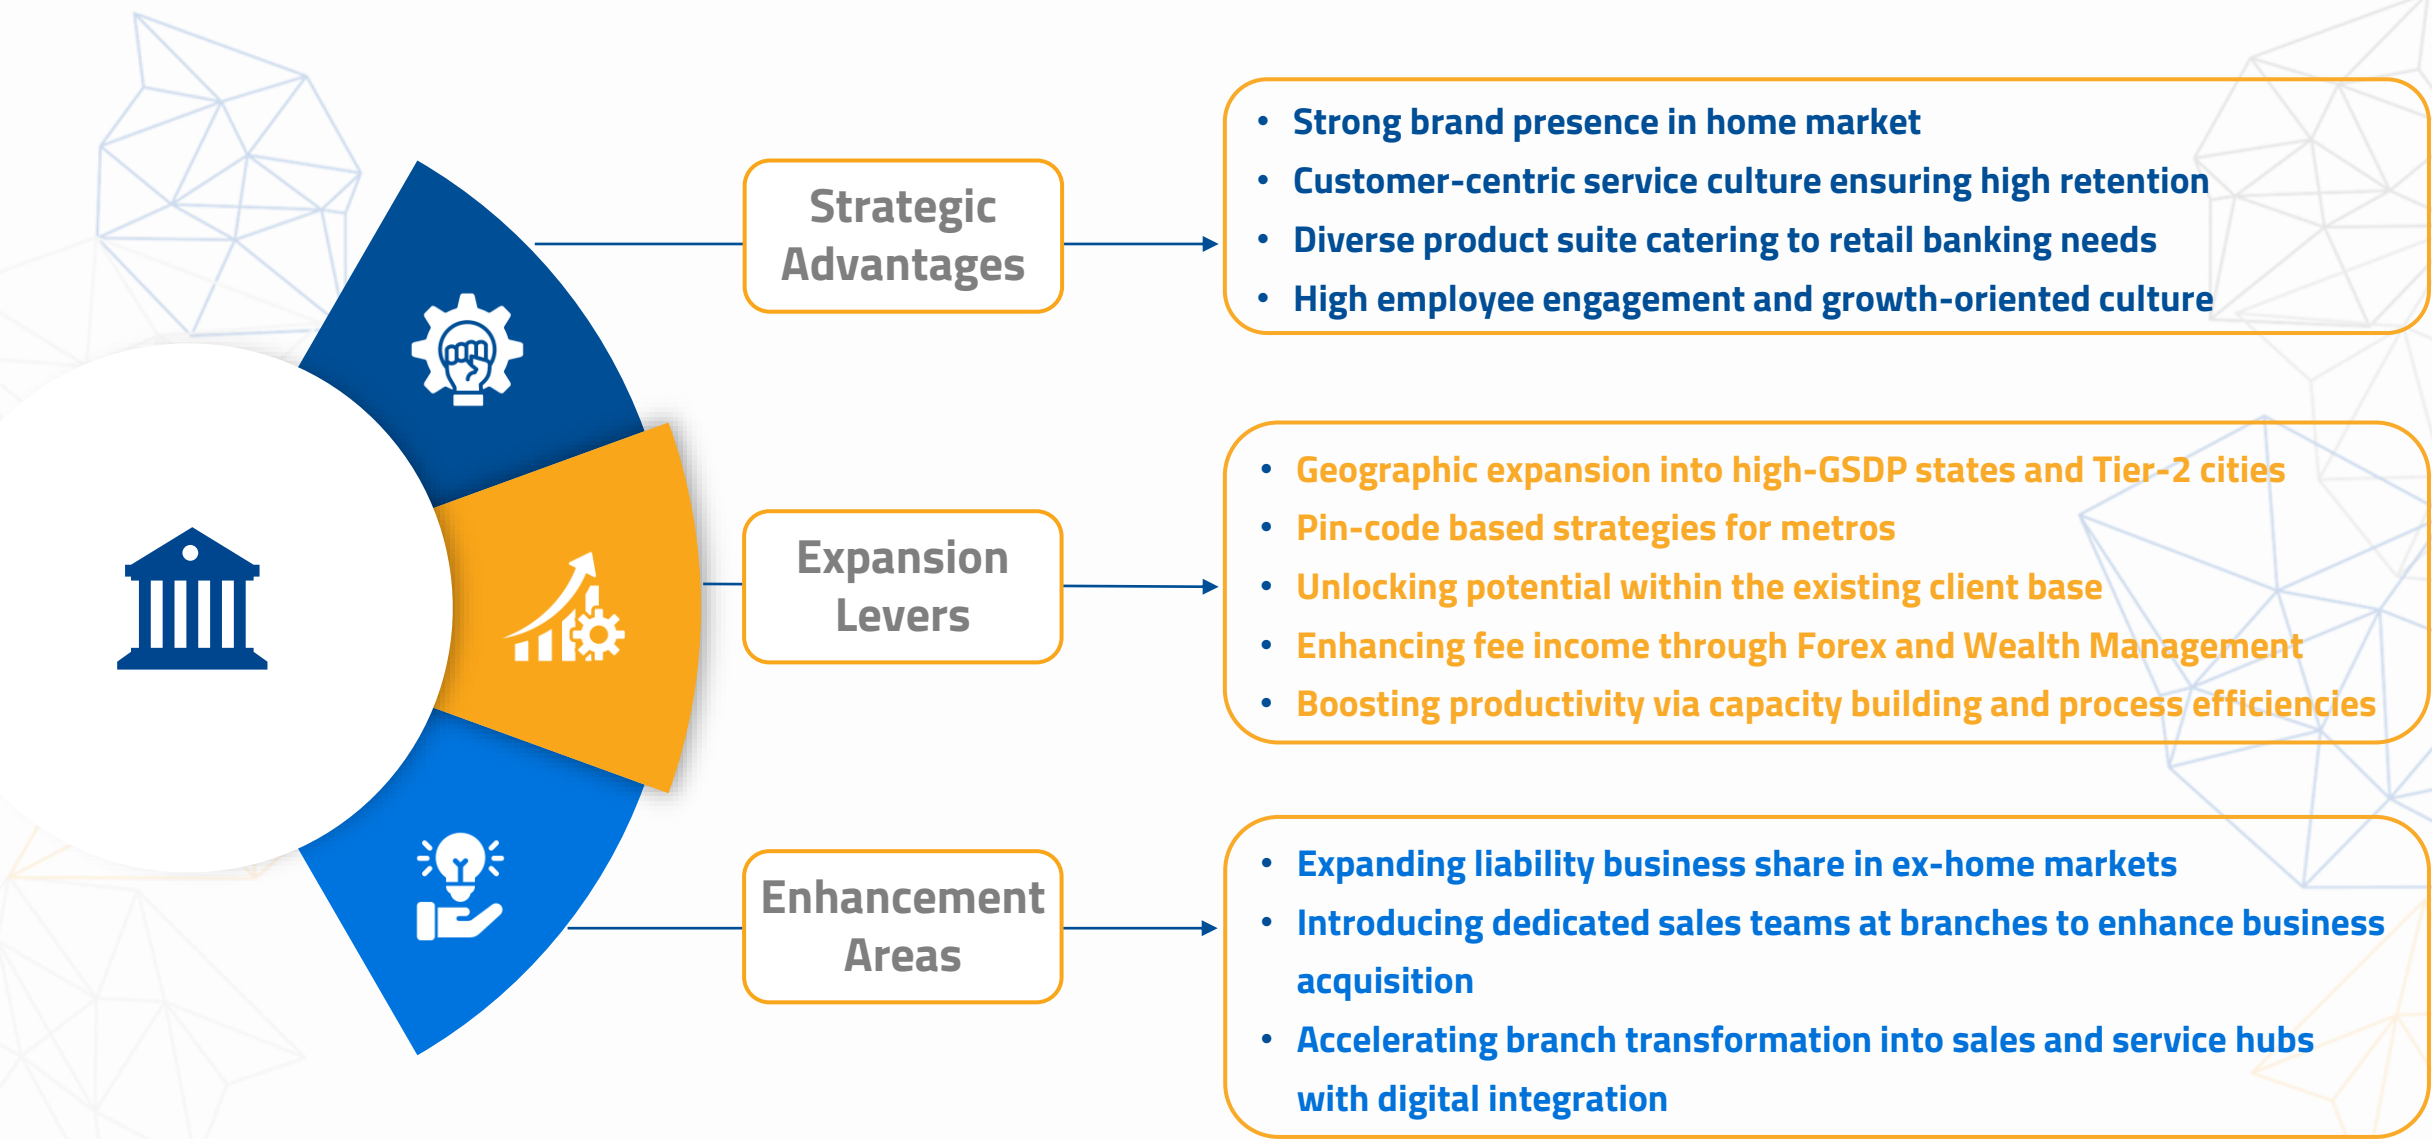 Strategic
Advantages
• Strong brand presence in home market
• Customer-centric service culture ensuring high retention
• Diverse product suite catering to retail banking needs
• High employee engagement and growth-oriented culture
Expansion
Levers
• Geographic expansion into high-GSDP states and Tier-2 cities
• Pin-code based strategies for metros
• Unlocking potential within the existing client base
• Enhancing fee income through Forex and Wealth Management
• Boosting productivity via capacity building and process efficiencies
Enhancement
Areas
• Expanding liability business share in ex-home markets
• Introducing dedicated sales teams at branches to enhance business
acquisition
• Accelerating branch transformation into sales and service hubs
with digital integration